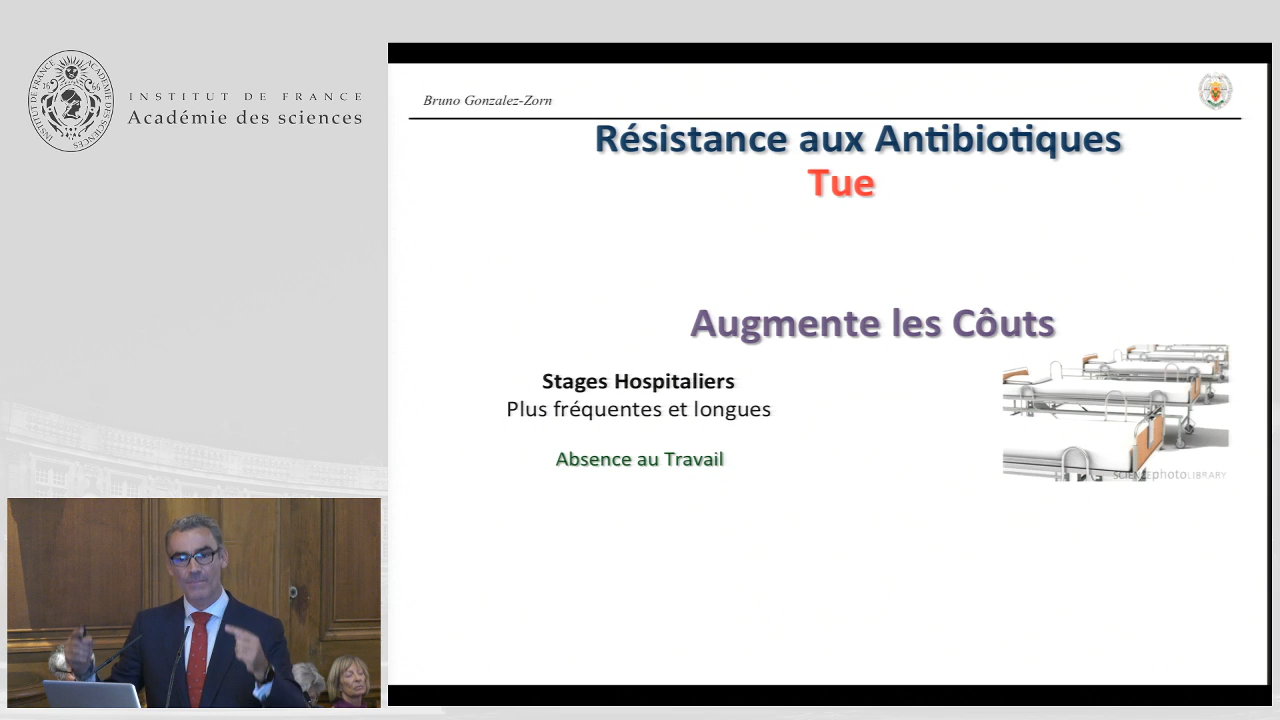 INSTITUT DE FRANCE
Académie des sciences
Bruno Gonzalez-Zorn
Résistance aux Antibiotiques
Tue
Augmente les Côuts
Stages Hospitaliers
Plus fréquentes et longues
Absence au Travail
SCIENCEphotoLIBRARY